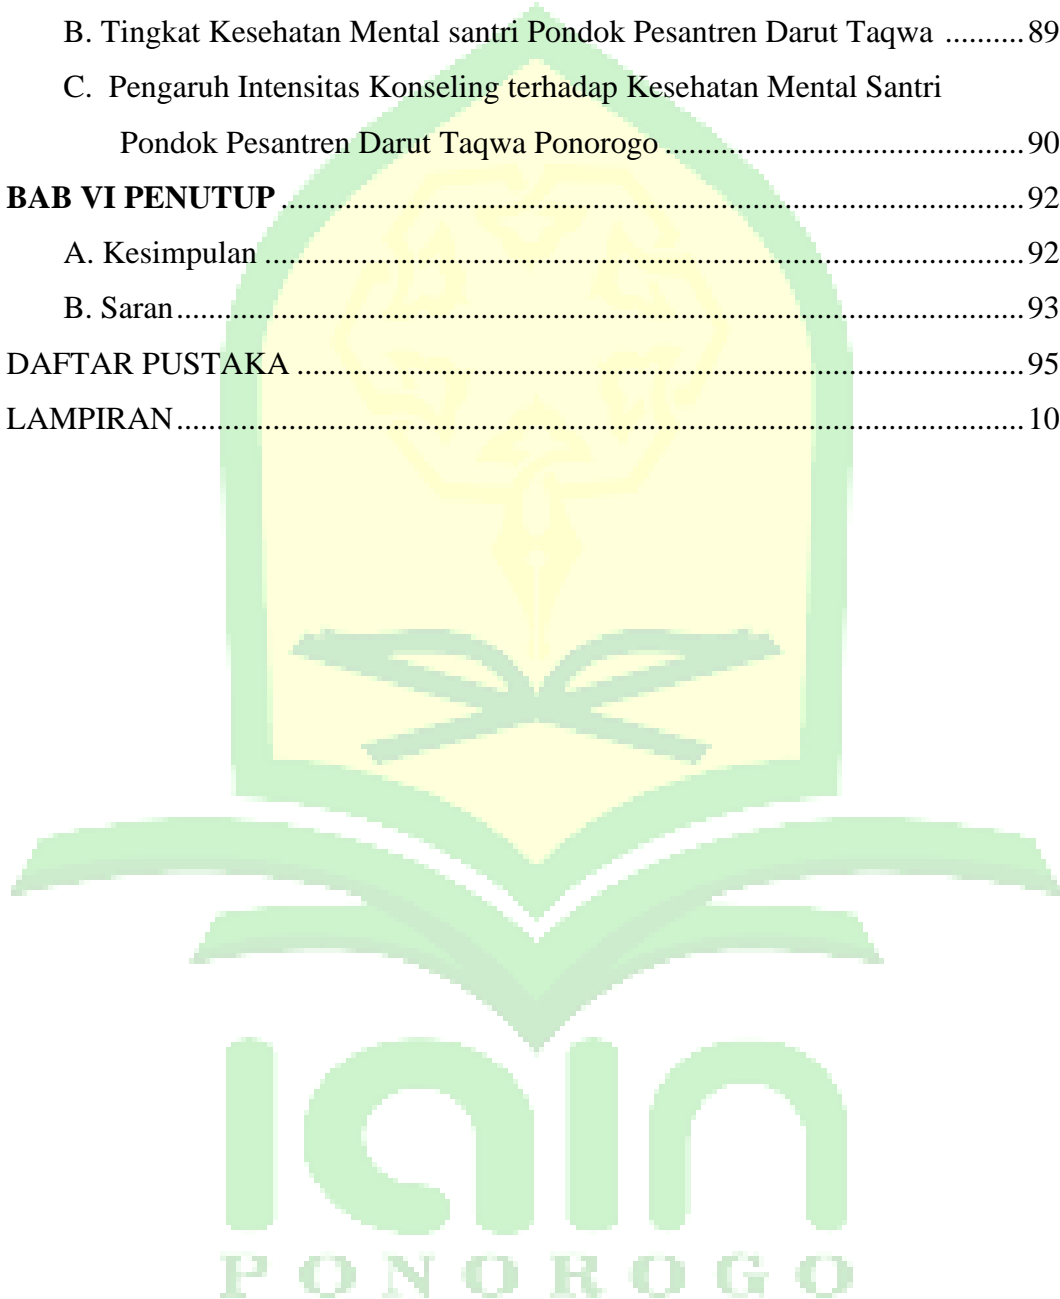 B. Tingkat Kesehatan Mental santri Pondok Pesantren Darut Taqwa ..........89
C. Pengaruh Intensitas Konseling terhadap Kesehatan Mental Santri
Pondok Pesantren Darut Taqwa Ponorogo ............................................90
BAB VI PENUTUP ............................................................................................92
A. Kesimpulan ..............................................................................................92
B. Saran.........................................................................................................93
DAFTAR PUSTAKA ..........................................................................................95
LAMPIRAN.........................................................................................................10
iain
PONOROGO